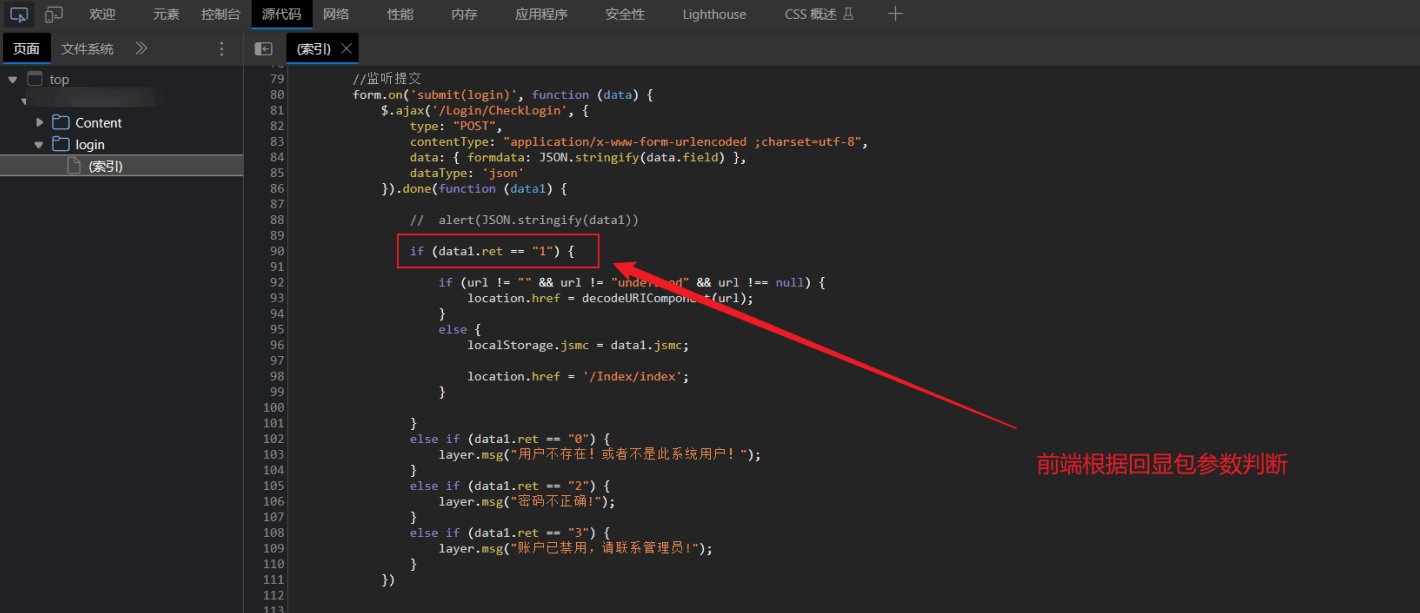 欢迎 元素 控制台 源代码 网络 性能 内存 应用程序 安全性 Lighthouse CSS 概述
页面 文件系统 (索引)
top
Content
login
(索引)
79 //监听提交
80 form.on('submit(login)', function (data) {
81 $.ajax('/Login/CheckLogin', {
82 type: "POST",
83 contentType: "application/x-www-form-urlencoded ;charset=utf-8",
84 data: { formdata: JSON.stringify(data.field) },
85 dataType: 'json'
86 }).done(function (data1) {
87
88 // alert(JSON.stringify(data1))
89
90 if (data1.ret == "1") {
91
92 if (url != "" && url != "undefined" && url !== null) {
93 location.href = decodeURIComponent(url);
94 }
95 else {
96 localStorage.jsmc = data1.jsmc;
97
98 location.href = '/Index/index';
99 }
100
101 }
102 else if (data1.ret == "0") {
103 layer.msg("用户不存在！或者不是此系统用户！");
104 }
105 else if (data1.ret == "2") {
106 layer.msg("密码不正确!");
107 }
108 else if (data1.ret == "3") {
109 layer.msg("账户已禁用，请联系管理员!");
110 }
111 })
112
113
前端根据回显包参数判断